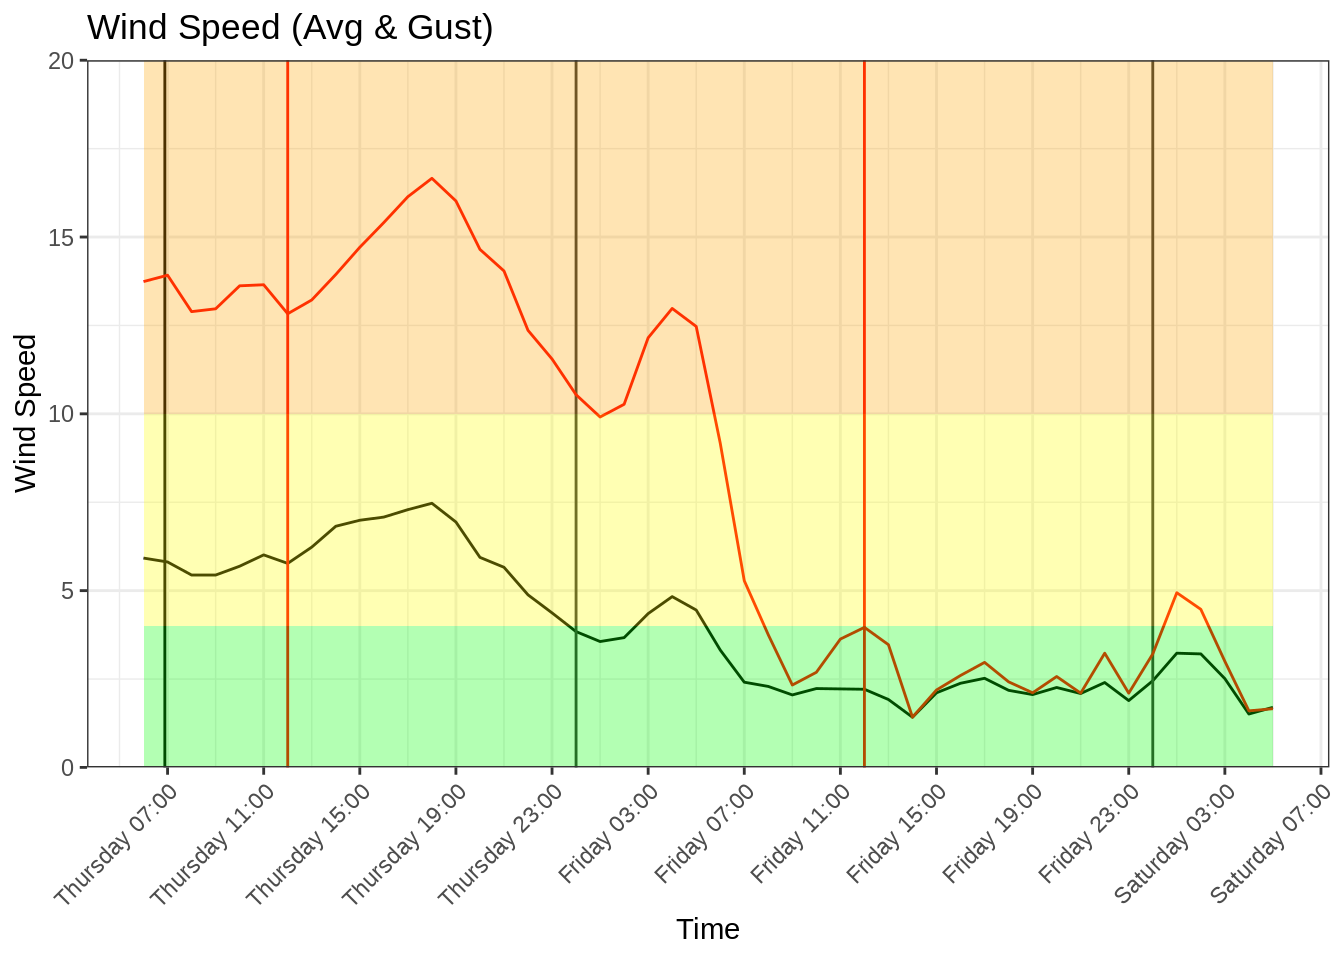 Wind Speed (Avg & Gust)
20
15
10
5
0
Wind Speed
Thursday 07:00
Thursday 11:00
Thursday 15:00
Thursday 19:00
Thursday 23:00
Friday 03:00
Friday 07:00
Friday 11:00
Friday 15:00
Friday 19:00
Friday 23:00
Saturday 03:00
Saturday 07:00
Time